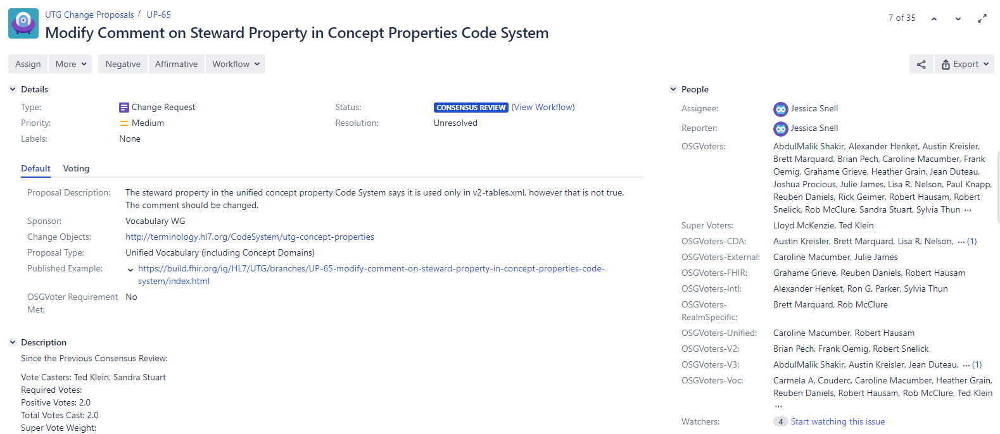 UTG Change Proposals / UP-65
7 of 35
Modify Comment on Steward Property in Concept Properties Code System
Assign More Negative Affirmative Workflow Export
Details
Type: Change Request Status: CONSENSUS REVIEW (View Workflow)
Priority: Medium Resolution: Unresolved
Labels: None
Default Voting
Proposal Description: The steward property in the unified concept property Code System says it is used only in v2-tables.xml, however that is not true.
The comment should be changed.
Sponsor: Vocabulary WG
Change Objects: http://terminology.hl7.org/CodeSystem/utg-concept-properties
Proposal Type: Unified Vocabulary (including Concept Domains)
Published Example: https://build.fhir.org/ig/HL7/UTG/branches/UP-65-modify-comment-on-steward-property-in-concept-properties-code-
system/index.html
OSGVoter Requirement No
Met:
Description
Since the Previous Consensus Review:
Vote Casters: Ted Klein, Sandra Stuart
Required Votes:
Positive Votes: 2.0
Total Votes Cast: 2.0
Super Vote Weight:
People
Assignee: Jessica Snell
Reporter: Jessica Snell
OSGVoters: AbdulMalik Shakir, Alexander Henket, Austin Kreisler,
Brett Marquard, Brian Pech, Caroline Macumber, Frank
Oemig, Grahame Grieve, Heather Grain, Jean Duteau,
Joshua Procious, Julie James, Lisa R. Nelson, Paul Knapp,
Reuben Daniels, Rick Geimer, Robert Hausam, Robert
Snelick, Rob McClure, Sandra Stuart, Sylvia Thun ···
Super Voters: Lloyd McKenzie, Ted Klein
OSGVoters-CDA: Austin Kreisler, Brett Marquard, Lisa R. Nelson, ··· (1)
OSGVoters-External: Caroline Macumber, Julie James
OSGVoters-FHIR: Grahame Grieve, Reuben Daniels, Robert Hausam
OSGVoters-Intl: Alexander Henket, Ron G. Parker, Sylvia Thun
OSGVoters- Brett Marquard, Rob McClure
RealmSpecific:
OSGVoters-Unified: Caroline Macumber, Robert Hausam
OSGVoters-V2: Brian Pech, Frank Oemig, Robert Snelick
OSGVoters-V3: AbdulMalik Shakir, Austin Kreisler, Jean Duteau, ··· (1)
OSGVoters-Voc: Carmela A. Couderc, Caroline Macumber, Heather Grain,
Reuben Daniels, Robert Hausam, Rob McClure, Ted Klein
···
Watchers: 4 Start watching this issue